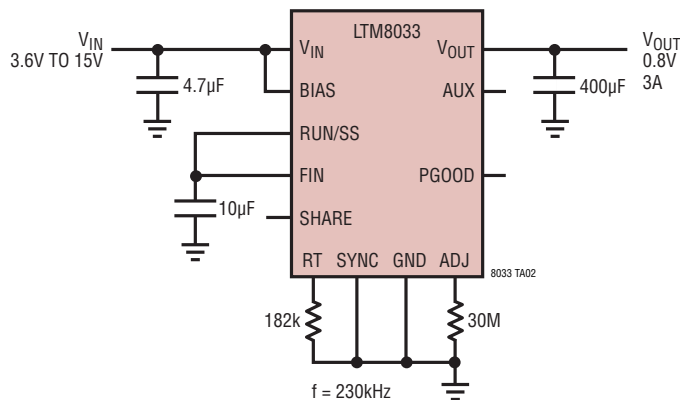 LTM8033
VIN
3.6V TO 15V
VIN
VOUT
VOUT
0.8V
3A
4.7µF
BIAS
AUX
400µF
RUN/SS
FIN
PGOOD
10µF
SHARE
RT SYNC GND ADJ
8033 TA02
182k
30M
f = 230kHz